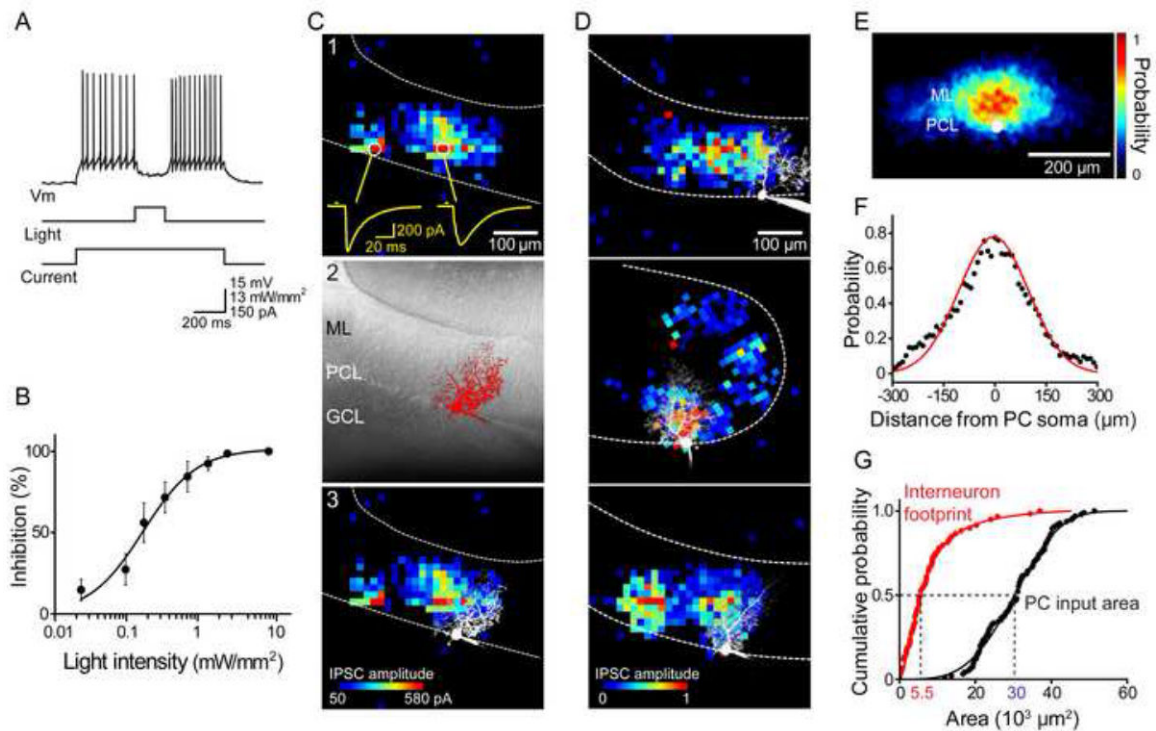 A
Vm
Light
Current
15 mV
13 mW/mm²
150 pA
200 ms
B
Inhibition (%)
100
50
0
0.01
0.1
1
10
Light intensity (mW/mm²)
C
1
200 pA
20 ms
100 µm
2
ML
PCL
GCL
3
IPSC amplitude
50
580 pA
D
100 µm
IPSC amplitude
0
1
E
ML
PCL
200 µm
1
Probability
0
F
Probability
0.8
0.6
0.4
0.2
0
-300
-150
0
150
300
Distance from PC soma (µm)
G
Cumulative probability
1.0
0.5
0
Interneuron
footprint
PC input area
0
5.5
20
30
40
60
Area (10³ µm²)